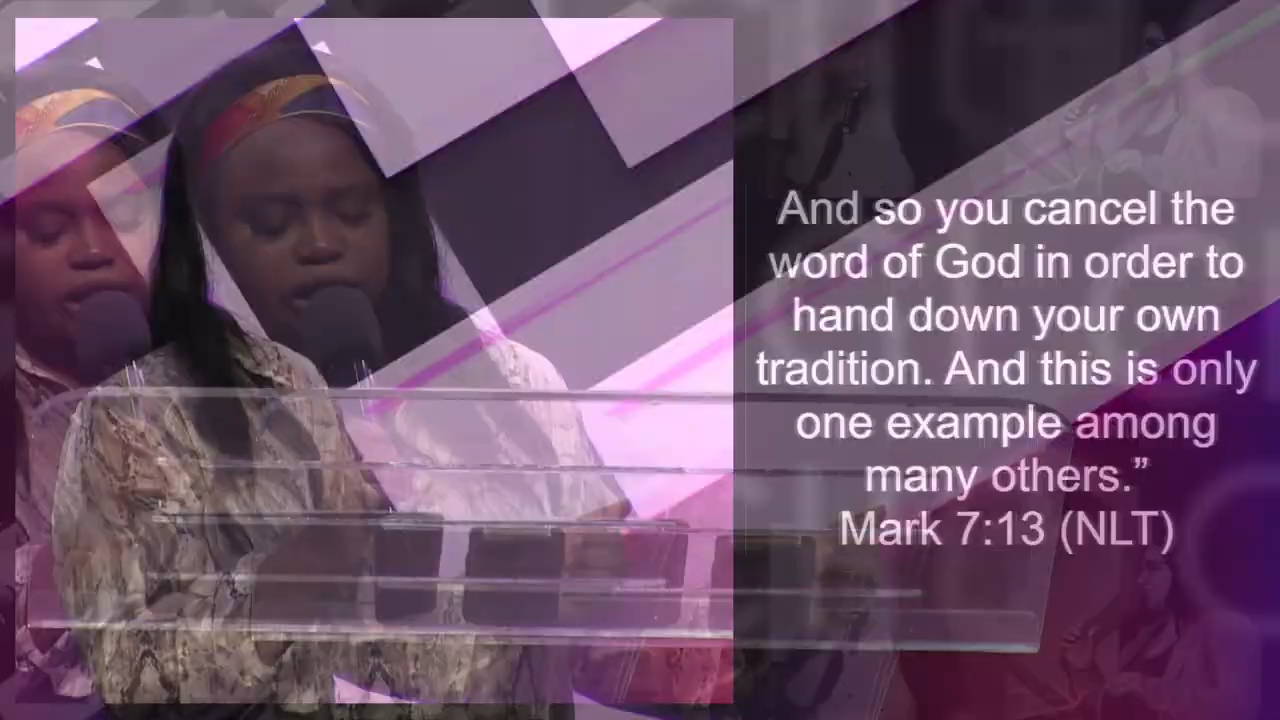 And so you cancel the
word of God in order to
hand down your own
tradition. And this is only
one example among
many others.”
Mark 7:13 (NLT)